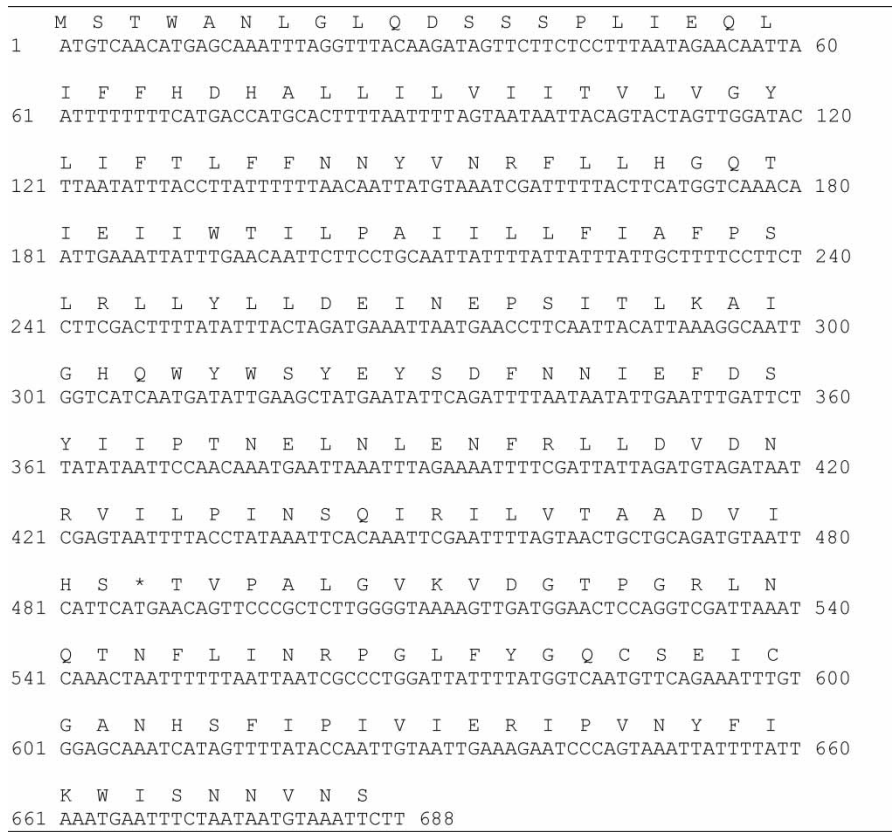 M S T W A N L G L Q D S S S P L I E Q L
1 ATGTCAACATGAGCAAATTTAGGTTTACAAGATAGTTCTTCTCCTTTAATAGAACAATTA 60
I F F H D H A L L I L V I I T V L V G Y
61 ATTTTTTTTCATGACCATGCACTTTTAATTTTAGTAATAATTACAGTACTAGTTGGATAC 120
L I F T L F F N N Y V N R F L L H G Q T
121 TTAATATTTACCTTATTTTTTAACAATTATGTAAATCGATTTTTACTTCATGGTCAAACA 180
I E I I W T I L P A I I L L F I A F P S
181 ATTGAAATTATTTGAACAATTCTTCCTGCAATTATTTTATTATTTATTGCTTTTCCTTCT 240
L R L L Y L L D E I N E P S I T L K A I
241 CTTCGACTTTTATATTTACTAGATGAAATTAATGAACCTTCAATTACATTAAAGGCAATT 300
G H Q W Y W S Y E Y S D F N N I E F D S
301 GGTCATCAATGATATTGAAGCTATGAATATTCAGATTTTAATAATATTGAATTTGATTCT 360
Y I I P T N E L N L E N F R L L D V D N
361 TATATAATTCCAACAAATGAATTAAATTTAGAAAATTTTCGATTATTAGATGTAGATAAT 420
R V I L P I N S Q I R I L V T A A D V I
421 CGAGTAATTTTACCTATAAATTCACAAATTCGAATTTTAGTAACTGCTGCAGATGTAATT 480
H S * T V P A L G V K V D G T P G R L N
481 CATTCATGAACAGTTCCCGCTCTTGGGGTAAAAGTTGATGGAACTCCAGGTCGATTAAAT 540
Q T N F L I N R P G L F Y G Q C S E I C
541 CAAACTAATTTTTTAATTAATCGCCCTGGATTATTTTATGGTCAATGTTCAGAAATTTGT 600
G A N H S F I P I V I E R I P V N Y F I
601 GGAGCAAATCATAGTTTTATACCAATTGTAATTGAAAGAATCCCAGTAAATTATTTTATT 660
K W I S N N V N S
661 AAATGAATTTCTAATAATGTAAATTCTT 688